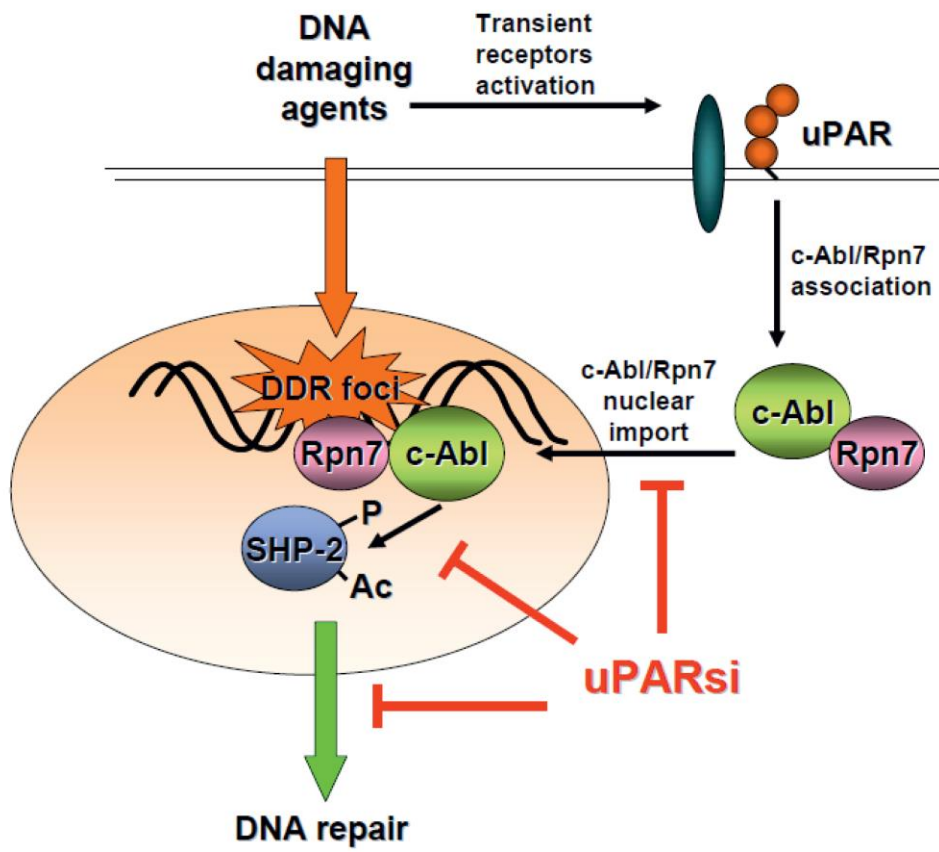 DNA
damaging
agents
Transient
receptors
activation
uPAR
c-Abl/Rpn7
association
DDR foci
c-Abl/Rpn7
nuclear
import
c-Abl
Rpn7
Rpn7
c-Abl
P
SHP-2
Ac
uPARsi
DNA repair